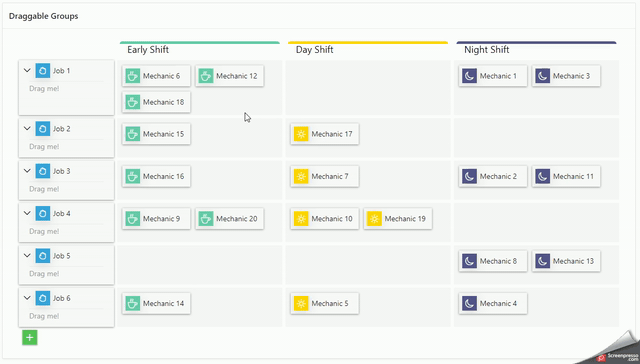 Draggable Groups
Early Shift Day Shift Night Shift
Job 1 Mechanic 6 Mechanic 12 Mechanic 1 Mechanic 3
Drag me!
Mechanic 18
Job 2 Mechanic 15 Mechanic 17
Drag me!
Job 3 Mechanic 16 Mechanic 7 Mechanic 2 Mechanic 11
Drag me!
Job 4 Mechanic 9 Mechanic 20 Mechanic 10 Mechanic 19
Drag me!
Job 5 Mechanic 8 Mechanic 13
Drag me!
Job 6 Mechanic 14 Mechanic 5 Mechanic 4
Drag me!
Screenpresso
.com